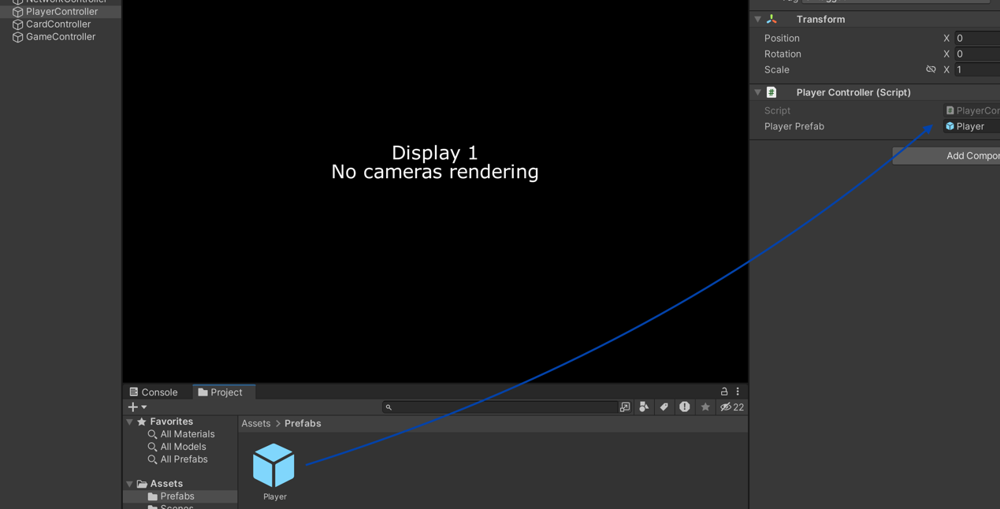 NetworkController
PlayerController
CardController
GameController
Display 1
No cameras rendering
Transform
Position X 0
Rotation X 0
Scale X 1
# Player Controller (Script)
Script # PlayerCor
Player Prefab Player
Add Compor
Console Project
22
Favorites
All Materials
All Models
All Prefabs
Assets
Prefabs
Scenes
Assets > Prefabs
Player